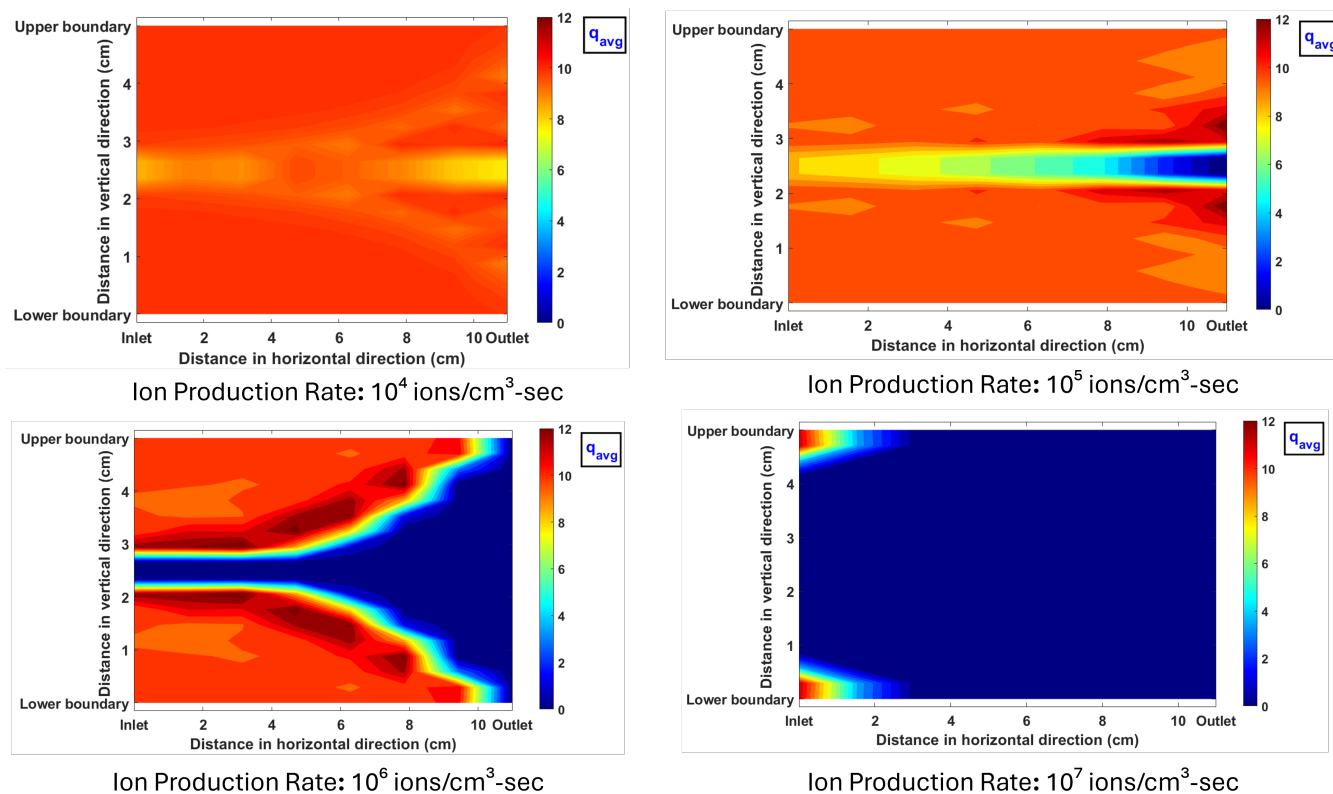 Upper boundary
4
3
2
1
Lower boundary
Distance in vertical direction (cm)
Inlet 2 4 6 8 10 Outlet
Distance in horizontal direction (cm)
12
10
8
6
4
2
0
q_avg
Ion Production Rate: 10⁴ ions/cm³-sec
Upper boundary
4
3
2
1
Lower boundary
Distance in vertical direction (cm)
Inlet 2 4 6 8 10 Outlet
Distance in horizontal direction (cm)
12
10
8
6
4
2
0
q_avg
Ion Production Rate: 10⁵ ions/cm³-sec
Upper boundary
4
3
2
1
Lower boundary
Distance in vertical direction (cm)
Inlet 2 4 6 8 10 Outlet
Distance in horizontal direction (cm)
12
10
8
6
4
2
0
q_avg
Ion Production Rate: 10⁶ ions/cm³-sec
Upper boundary
4
3
2
1
Lower boundary
Distance in vertical direction (cm)
Inlet 2 4 6 8 10 Outlet
Distance in horizontal direction (cm)
12
10
8
6
4
2
0
q_avg
Ion Production Rate: 10⁷ ions/cm³-sec